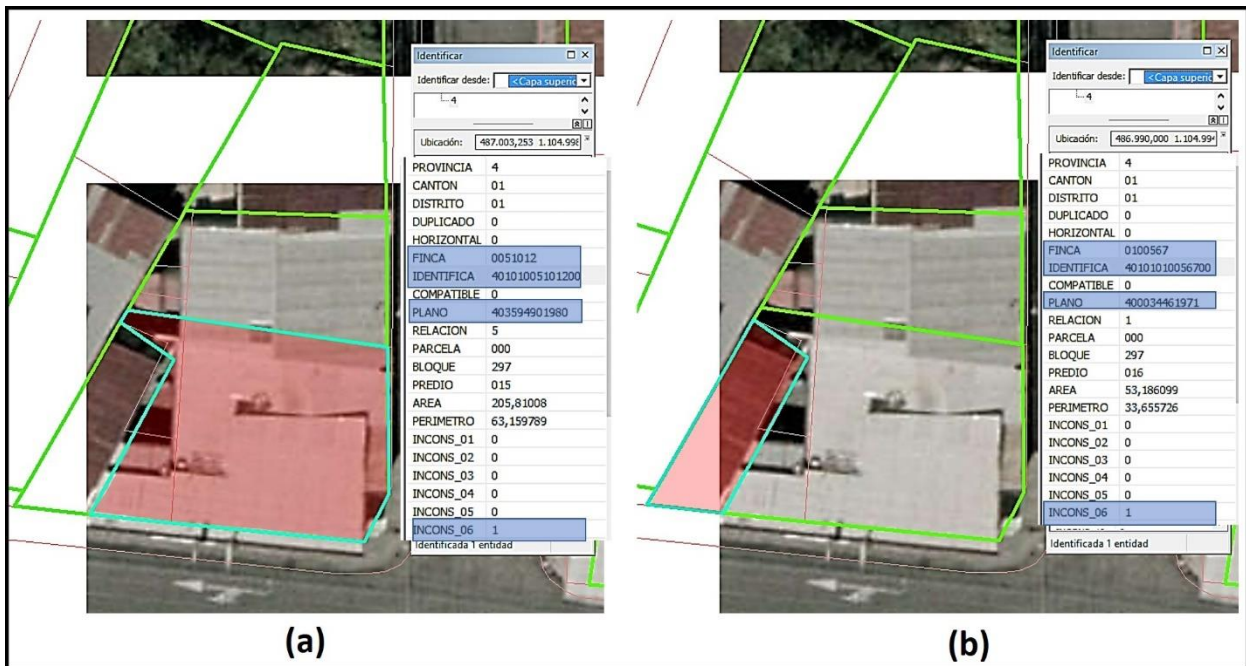 Identificar
Identificar desde: <Capa superic
4
Ubicación: 487.003,253 1.104.998
PROVINCIA 4
CANTON 01
DISTRITO 01
DUPLICADO 0
HORIZONTAL 0
FINCA 0051012
IDENTIFICA 40101005101200
COMPATIBLE 0
PLANO 403594901980
RELACION 5
PARCELA 000
BLOQUE 297
PREDIO 015
AREA 205,81008
PERIMETRO 63,159789
INCONS_01 0
INCONS_02 0
INCONS_03 0
INCONS_04 0
INCONS_05 0
INCONS_06 1
Identificada 1 entidad
(a)
Identificar
Identificar desde: <Capa superic
4
Ubicación: 486.990,000 1.104.994
PROVINCIA 4
CANTON 01
DISTRITO 01
DUPLICADO 0
HORIZONTAL 0
FINCA 0100567
IDENTIFICA 40101010056700
COMPATIBLE 0
PLANO 400034461971
RELACION 1
PARCELA 000
BLOQUE 297
PREDIO 016
AREA 53,186099
PERIMETRO 33,655726
INCONS_01 0
INCONS_02 0
INCONS_03 0
INCONS_04 0
INCONS_05 0
INCONS_06 1
Identificada 1 entidad
(b)